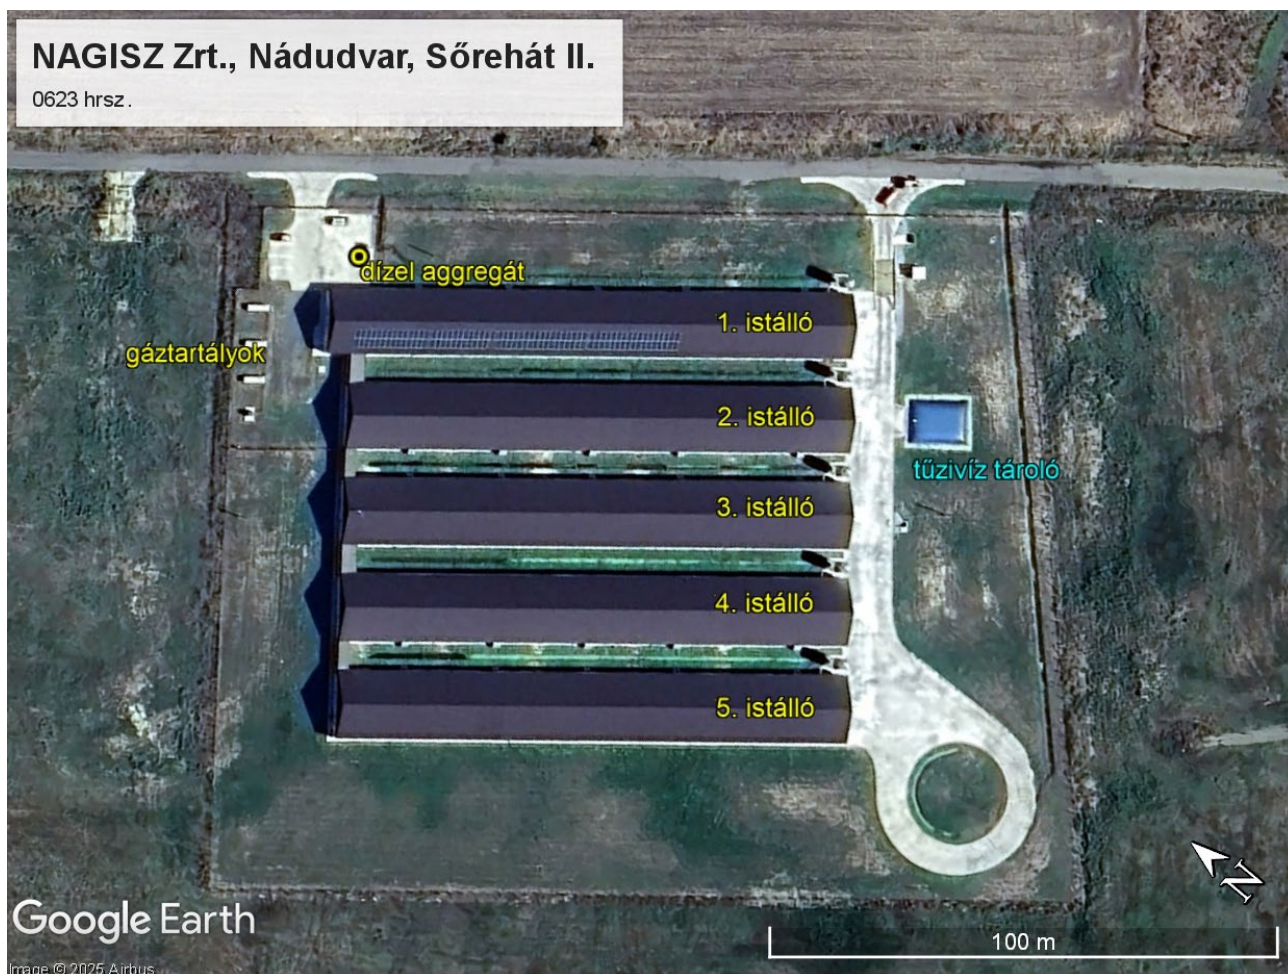 NAGISZ Zrt., Nádudvar, Sőrehát II.
0623 hrsz.
dízel aggregát
1. istálló
gáztartályok
2. istálló
tűzivíz tároló
3. istálló
4. istálló
5. istálló
N
Google Earth
100 m
Image © 2025 Airbus